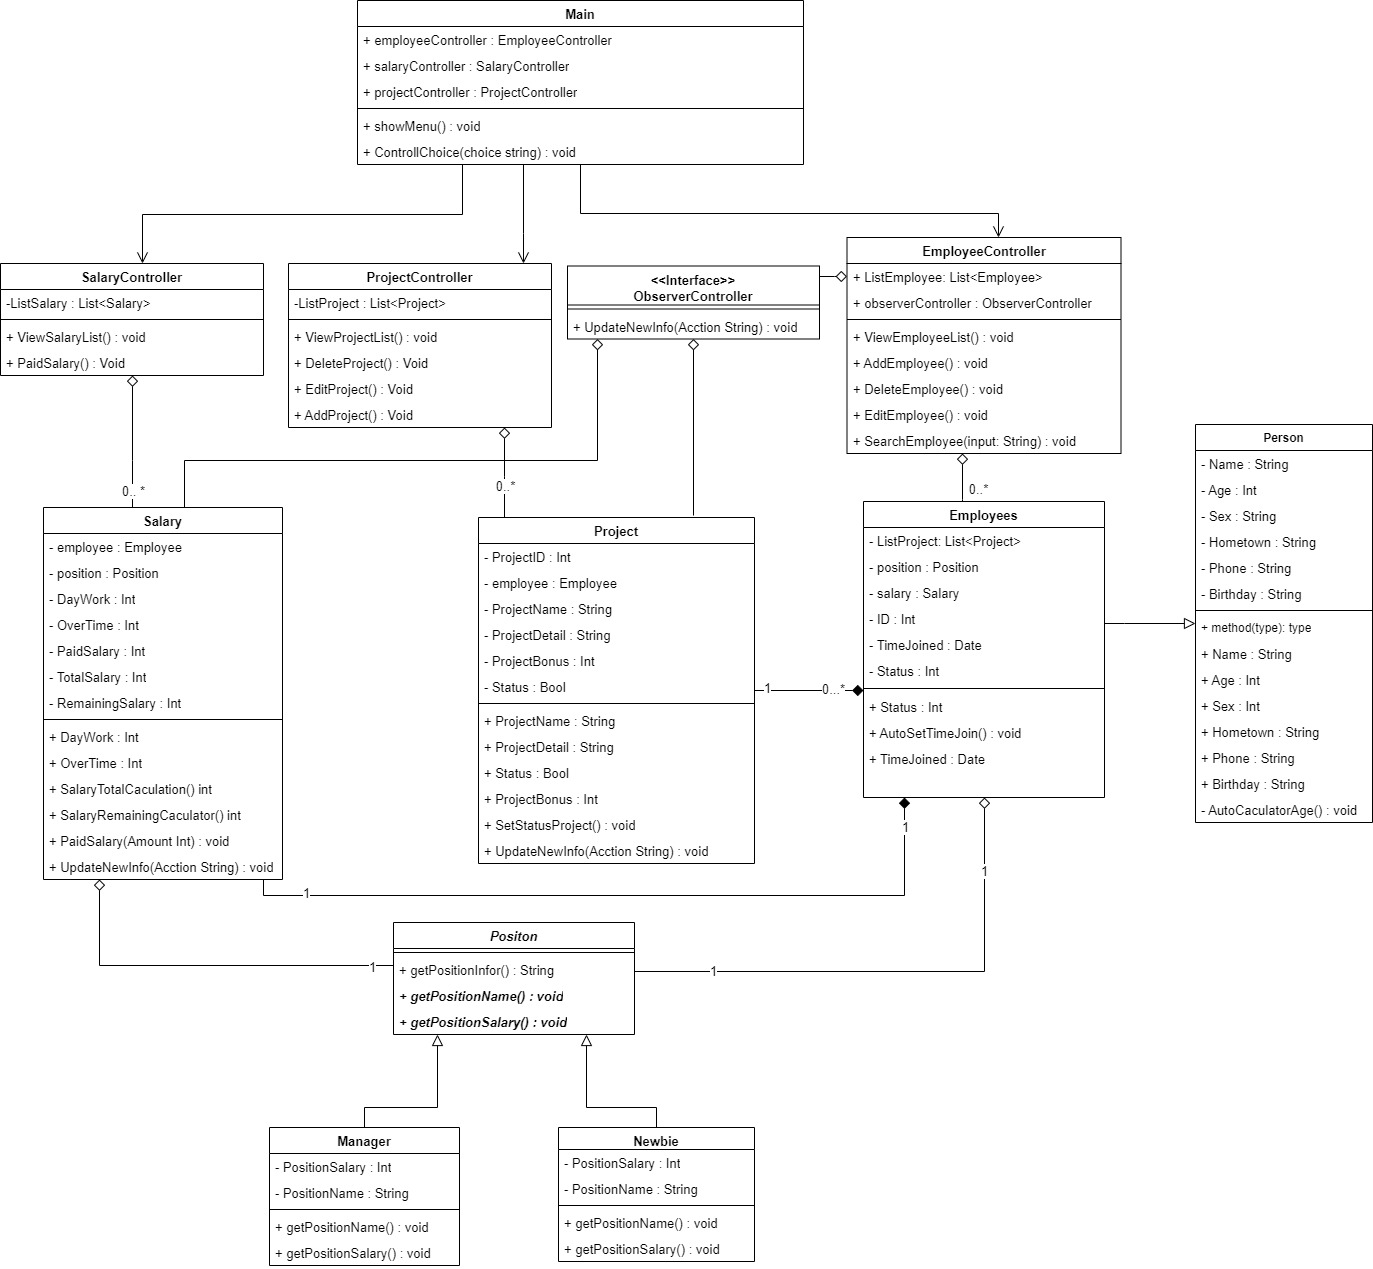 Main
+ employeeController : EmployeeController
+ salaryController : SalaryController
+ projectController : ProjectController
+ showMenu() : void
+ ControllChoice(choice string) : void
SalaryController
-ListSalary : List<Salary>
+ ViewSalaryList() : void
+ PaidSalary() : Void
ProjectController
-ListProject : List<Project>
+ ViewProjectList() : void
+ DeleteProject() : Void
+ EditProject() : Void
+ AddProject() : Void
<<Interface>>
ObserverController
+ UpdateNewInfo(Acction String) : void
EmployeeController
+ ListEmployee: List<Employee>
+ observerController : ObserverController
+ ViewEmployeeList() : void
+ AddEmployee() : void
+ DeleteEmployee() : void
+ EditEmployee() : void
+ SearchEmployee(input: String) : void
0.. *
0..*
0..*
Salary
- employee : Employee
- position : Position
- DayWork : Int
- OverTime : Int
- PaidSalary : Int
- TotalSalary : Int
- RemainingSalary : Int
+ DayWork : Int
+ OverTime : Int
+ SalaryTotalCaculation() int
+ SalaryRemainingCaculator() int
+ PaidSalary(Amount Int) : void
+ UpdateNewInfo(Acction String) : void
Project
- ProjectID : Int
- employee : Employee
- ProjectName : String
- ProjectDetail : String
- ProjectBonus : Int
- Status : Bool
+ ProjectName : String
+ ProjectDetail : String
+ Status : Bool
+ ProjectBonus : Int
+ SetStatusProject() : void
+ UpdateNewInfo(Acction String) : void
1
0...*
Employees
- ListProject: List<Project>
- position : Position
- salary : Salary
- ID : Int
- TimeJoined : Date
- Status : Int
+ Status : Int
+ AutoSetTimeJoin() : void
+ TimeJoined : Date
Person
- Name : String
- Age : Int
- Sex : String
- Hometown : String
- Phone : String
- Birthday : String
+ method(type): type
+ Name : String
+ Age : Int
+ Sex : Int
+ Hometown : String
+ Phone : String
+ Birthday : String
- AutoCaculatorAge() : void
1
1
1
1
1
Positon
+ getPositionInfor() : String
+ getPositionName() : void
+ getPositionSalary() : void
Manager
- PositionSalary : Int
- PositionName : String
+ getPositionName() : void
+ getPositionSalary() : void
Newbie
- PositionSalary : Int
- PositionName : String
+ getPositionName() : void
+ getPositionSalary() : void